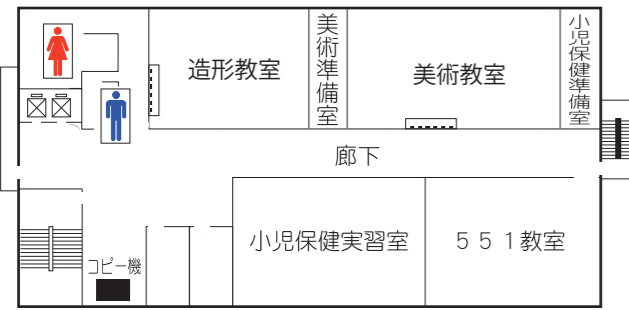 造形教室
美術準備室
美術教室
小児保健準備室
廊下
小児保健実習室
５５１教室
コピー機